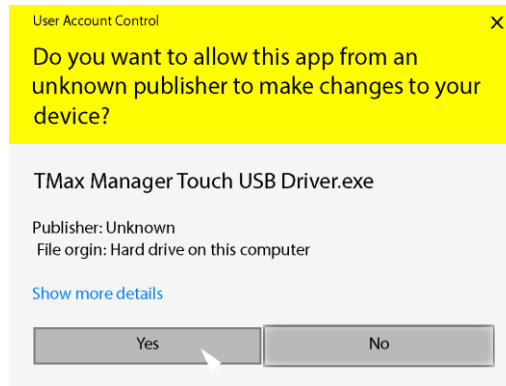 User Account Control
Do you want to allow this app from an
unknown publisher to make changes to your
device?
TMax Manager Touch USB Driver.exe
Publisher: Unknown
File orgin: Hard drive on this computer
Show more details
Yes
No